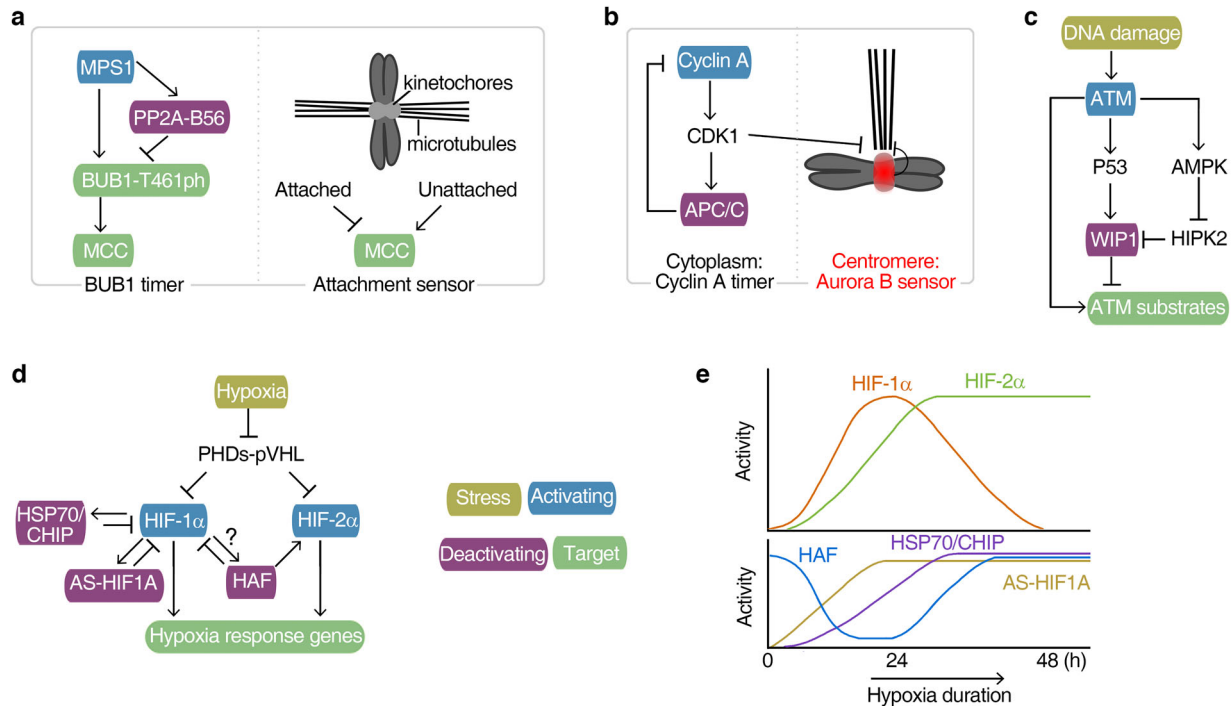 a
MPS1
PP2A-B56
BUB1-T461ph
MCC
BUB1 timer
kinetochores
microtubules
Attached
Unattached
MCC
Attachment sensor
b
Cyclin A
CDK1
APC/C
Cytoplasm:
Cyclin A timer
Centromere:
Aurora B sensor
c
DNA damage
ATM
P53
AMPK
WIP1
HIPK2
ATM substrates
d
Hypoxia
PHDs-pVHL
HSP70/
CHIP
HIF-1α
?
HIF-2α
AS-HIF1A
HAF
Hypoxia response genes
Stress
Activating
Deactivating
Target
e
HIF-1α
HIF-2α
Activity
HAF
HSP70/CHIP
AS-HIF1A
Activity
0
24
48 (h)
Hypoxia duration